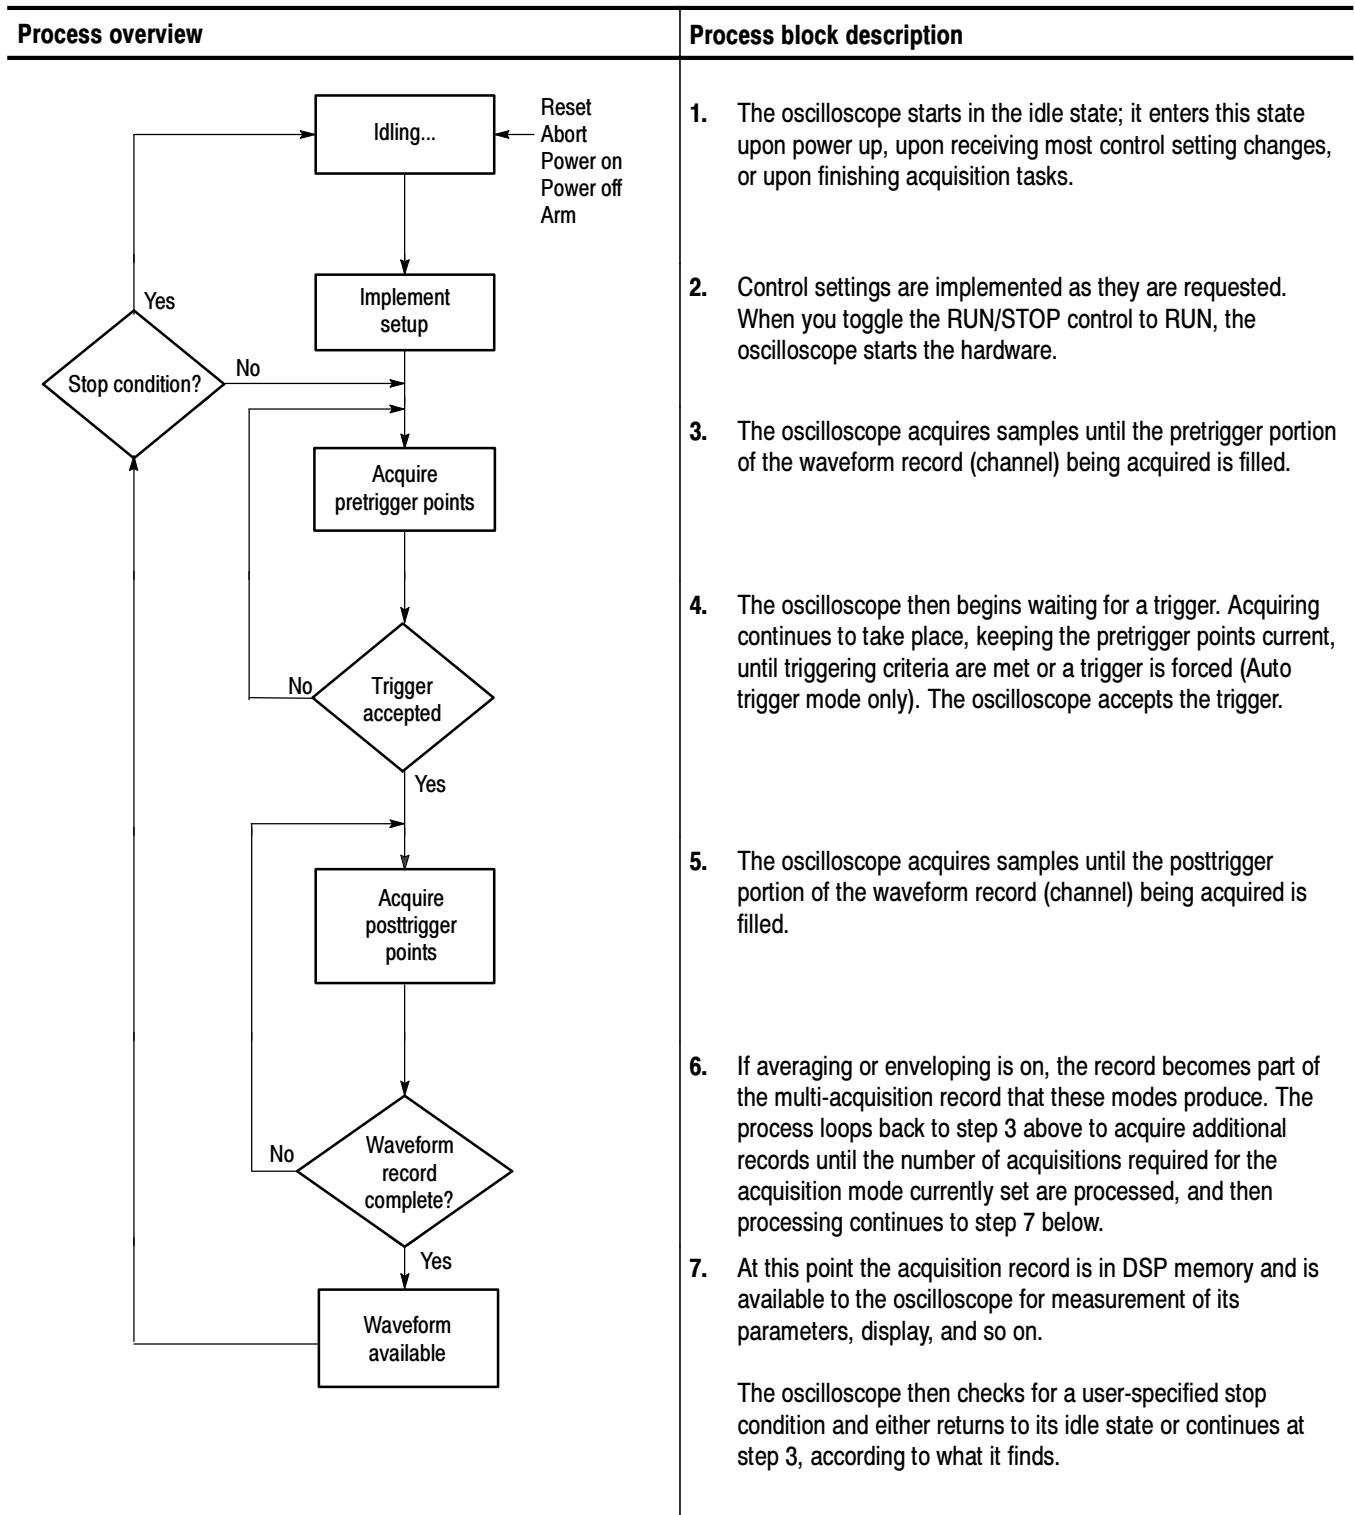 Process overview
Process block description
Idling...
Reset
Abort
Power on
Power off
Arm
Implement
setup
Yes
Stop condition?
No
Acquire
pretrigger points
No
Trigger
accepted
Yes
Acquire
posttrigger
points
No
Waveform
record
complete?
Yes
Waveform
available
1. The oscilloscope starts in the idle state; it enters this state
upon power up, upon receiving most control setting changes,
or upon finishing acquisition tasks.
2. Control settings are implemented as they are requested.
When you toggle the RUN/STOP control to RUN, the
oscilloscope starts the hardware.
3. The oscilloscope acquires samples until the pretrigger portion
of the waveform record (channel) being acquired is filled.
4. The oscilloscope then begins waiting for a trigger. Acquiring
continues to take place, keeping the pretrigger points current,
until triggering criteria are met or a trigger is forced (Auto
trigger mode only). The oscilloscope accepts the trigger.
5. The oscilloscope acquires samples until the posttrigger
portion of the waveform record (channel) being acquired is
filled.
6. If averaging or enveloping is on, the record becomes part of
the multi-acquisition record that these modes produce. The
process loops back to step 3 above to acquire additional
records until the number of acquisitions required for the
acquisition mode currently set are processed, and then
processing continues to step 7 below.
7. At this point the acquisition record is in DSP memory and is
available to the oscilloscope for measurement of its
parameters, display, and so on.
The oscilloscope then checks for a user-specified stop
condition and either returns to its idle state or continues at
step 3, according to what it finds.